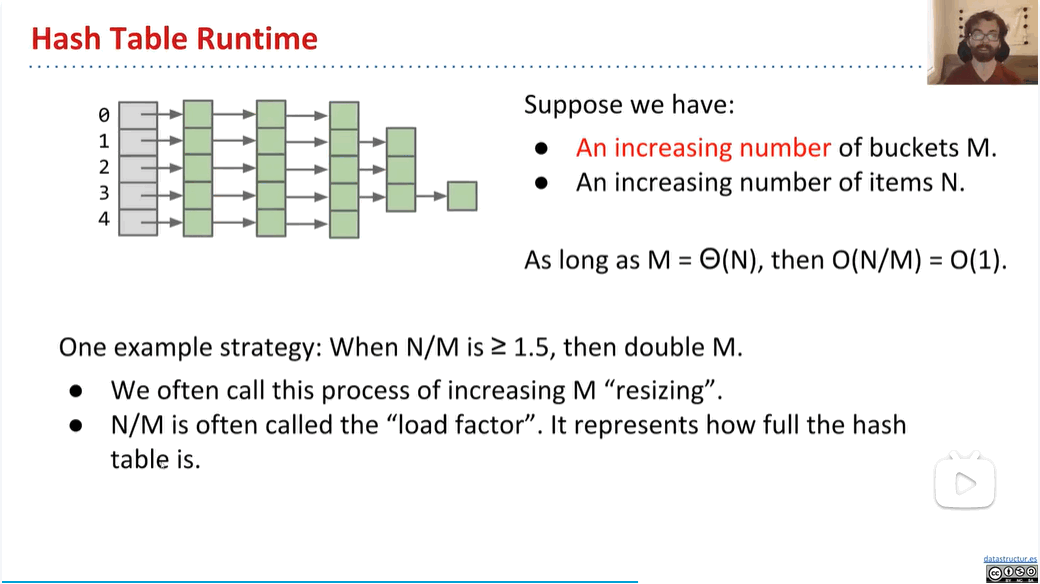 Hash Table Runtime
0
1
2
3
4
Suppose we have:
● An increasing number of buckets M.
● An increasing number of items N.
As long as M = Θ(N), then O(N/M) = O(1).
One example strategy: When N/M is ≥ 1.5, then double M.
● We often call this process of increasing M “resizing”.
● N/M is often called the “load factor”. It represents how full the hash
table is.
datastructur.es
BY NC SA